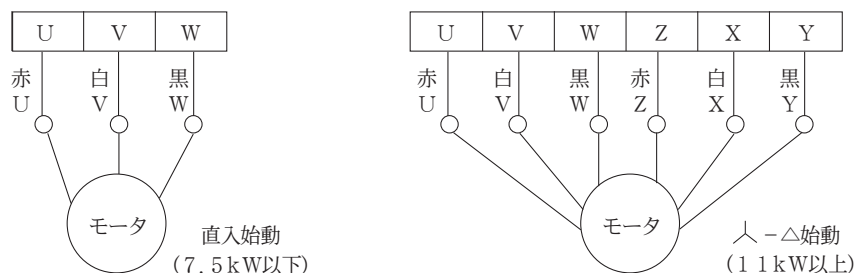 U V W
赤 白 黒
U V W
モータ
直入始動
(7.5kW以下)
U V W Z X Y
赤 白 黒 赤 白 黒
U V W Z X Y
モータ
人－△始動
(11kW以上)